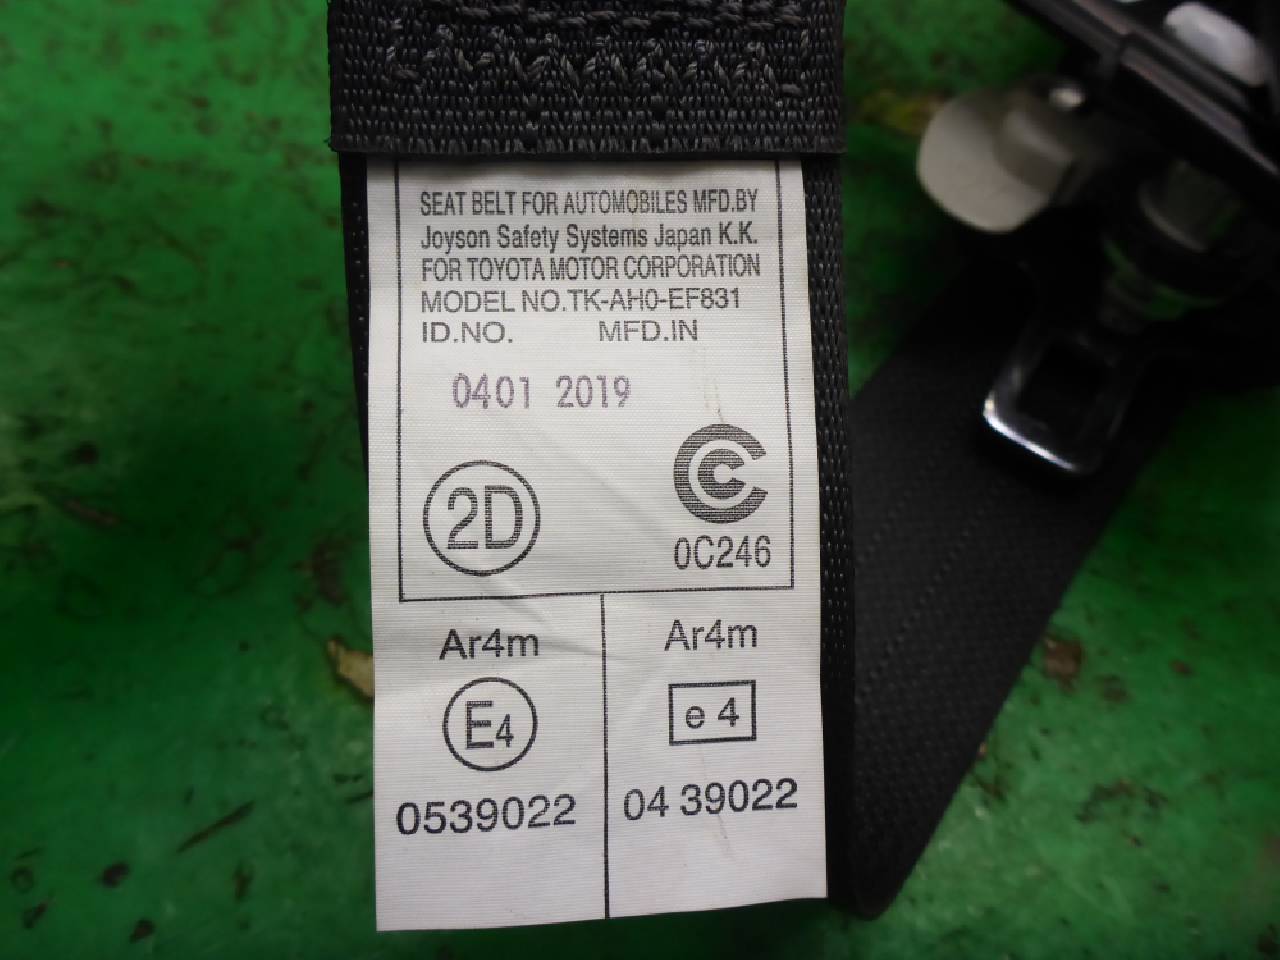 SEAT BELT FOR AUTOMOBILES MFD.BY
Joyson Safety Systems Japan K.K.
FOR TOYOTA MOTOR CORPORATION
MODEL NO.TK-AH0-EF831
ID.NO. MFD.IN
0401 2019
2D
0C246
Ar4m
E4
0539022
Ar4m
e 4
04 39022